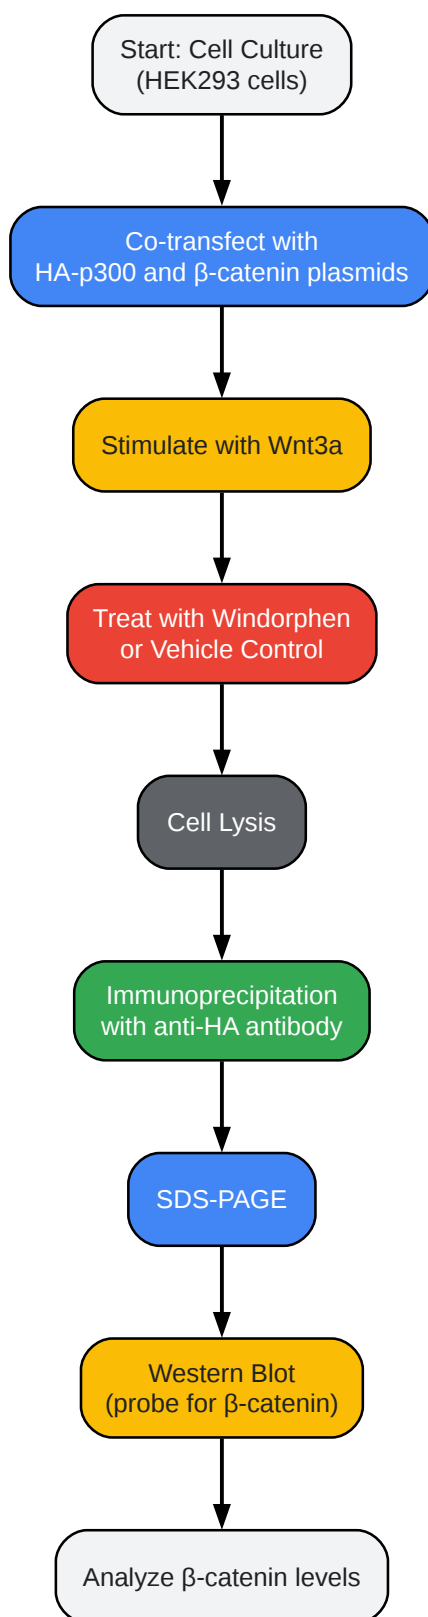 Start: Cell Culture
(HEK293 cells)
Co-transfect with
HA-p300 and β-catenin plasmids
Stimulate with Wnt3a
Treat with Windorphen
or Vehicle Control
Cell Lysis
Immunoprecipitation
with anti-HA antibody
SDS-PAGE
Western Blot
(probe for β-catenin)
Analyze β-catenin levels